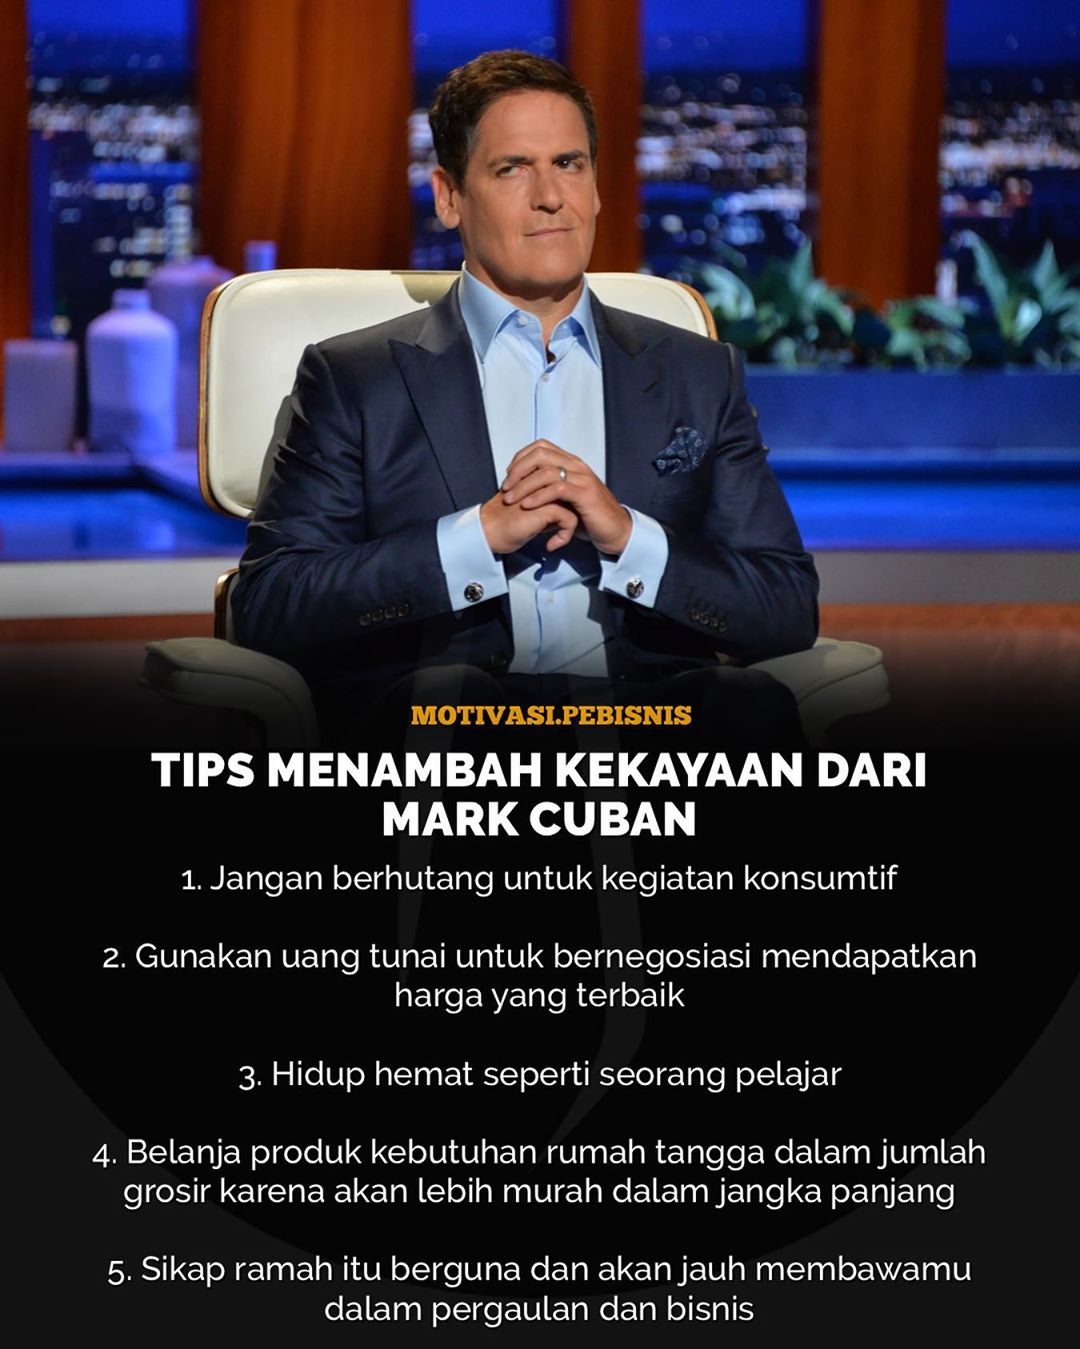 MOTIVASI.PEBISNIS
TIPS MENAMBAH KEKAYAAN DARI
MARK CUBAN
1. Jangan berhutang untuk kegiatan konsumtif
2. Gunakan uang tunai untuk bernegosiasi mendapatkan
harga yang terbaik
3. Hidup hemat seperti seorang pelajar
4. Belanja produk kebutuhan rumah tangga dalam jumlah
grosir karena akan lebih murah dalam jangka panjang
5. Sikap ramah itu berguna dan akan jauh membawamu
dalam pergaulan dan bisnis